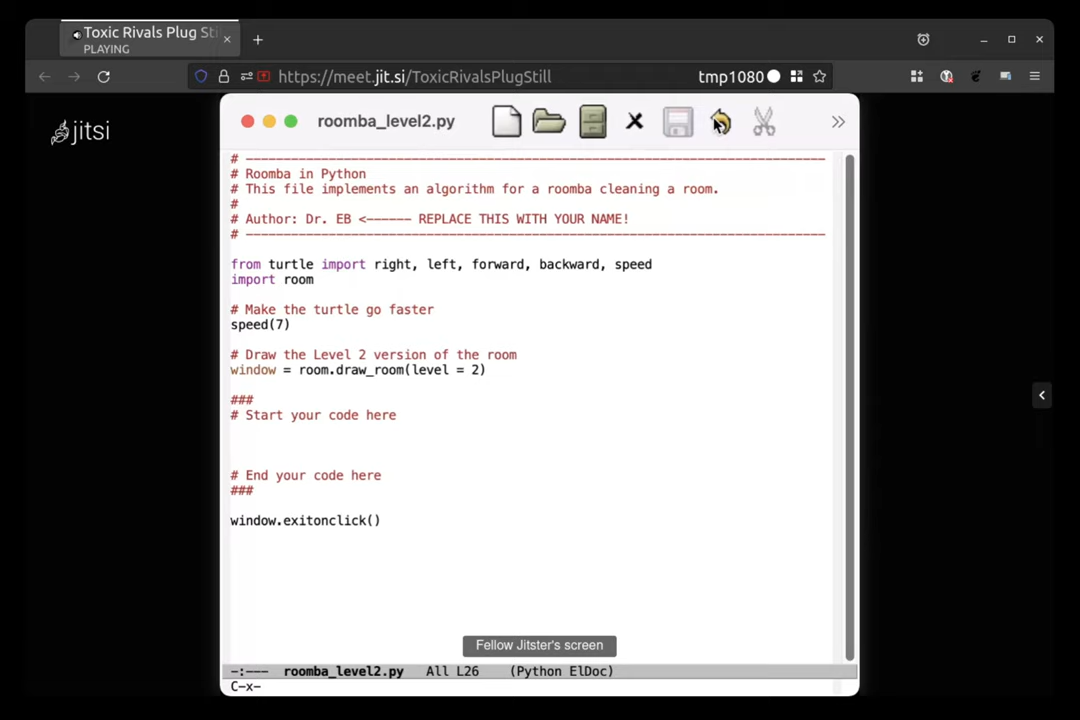 Toxic Rivals Plug Sti
PLAYING
https://meet.jit.si/ToxicRivalsPlugStill
tmp1080
jitsi
roomba_level2.py
# -----------------------------------------------------------------------------
# Roomba in Python
# This file implements an algorithm for a roomba cleaning a room.
#
# Author: Dr. EB <------ REPLACE THIS WITH YOUR NAME!
# -----------------------------------------------------------------------------
from turtle import right, left, forward, backward, speed
import room
# Make the turtle go faster
speed(7)
# Draw the Level 2 version of the room
window = room.draw_room(level = 2)
###
# Start your code here
# End your code here
###
window.exitonclick()
Fellow Jitster's screen
-:--- roomba_level2.py All L26 (Python ElDoc)
C-x-